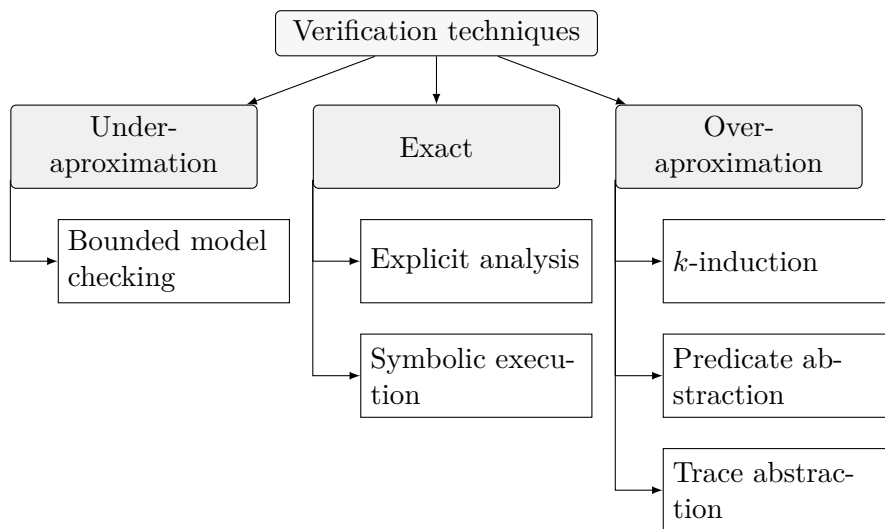 Verification techniques
Under-
aproximation
Exact
Over-
aproximation
Bounded model
checking
Explicit analysis
k-induction
Symbolic execu-
tion
Predicate ab-
straction
Trace abstrac-
tion